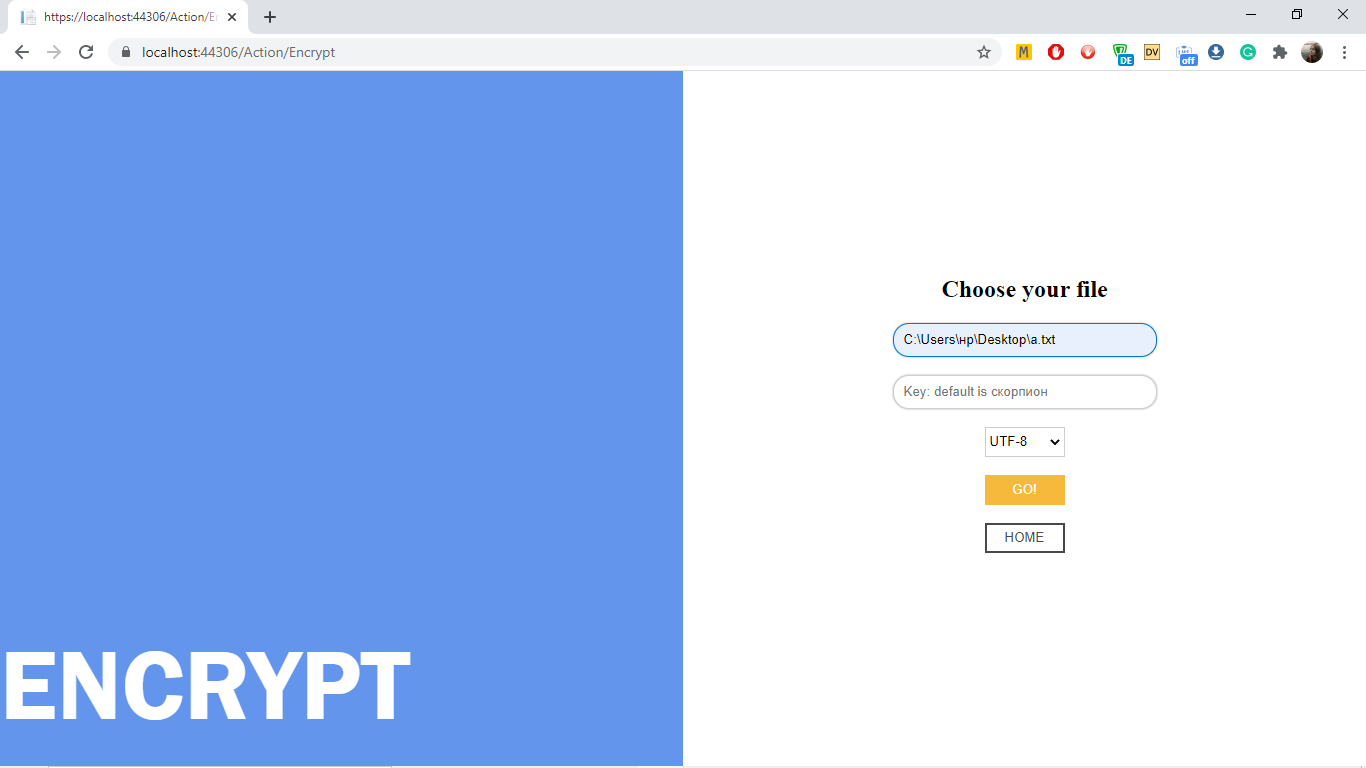 https://localhost:44306/Action/En
localhost:44306/Action/Encrypt
M
DE
DV
off
G
Choose your file
C:\Users\нр\Desktop\a.txt
Key: default is скорпион
UTF-8
GO!
HOME
ENCRYPT